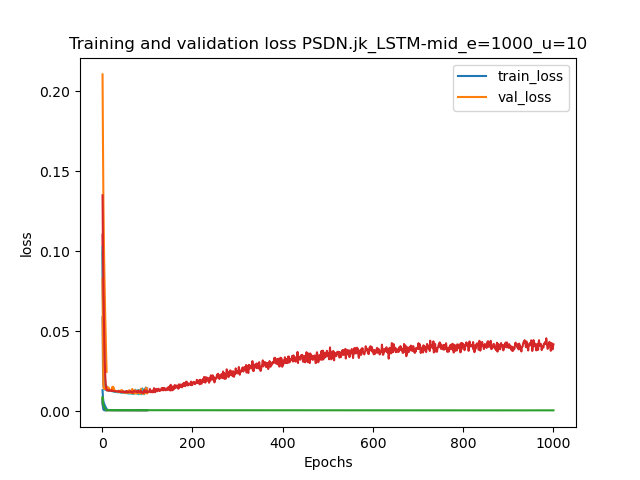 Training and validation loss PSDN.jk_LSTM-mid_e=1000_u=10
train_loss
val_loss
0.20
0.15
0.10
0.05
0.00
loss
0
200
400
600
800
1000
Epochs